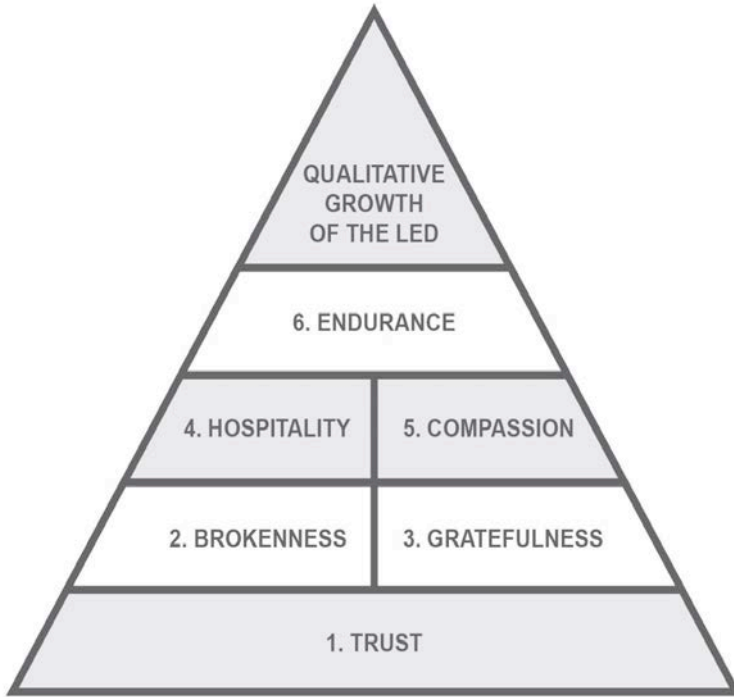 QUALITATIVE
GROWTH
OF THE LED
6. ENDURANCE
4. HOSPITALITY
5. COMPASSION
2. BROKENNESS
3. GRATEFULNESS
1. TRUST